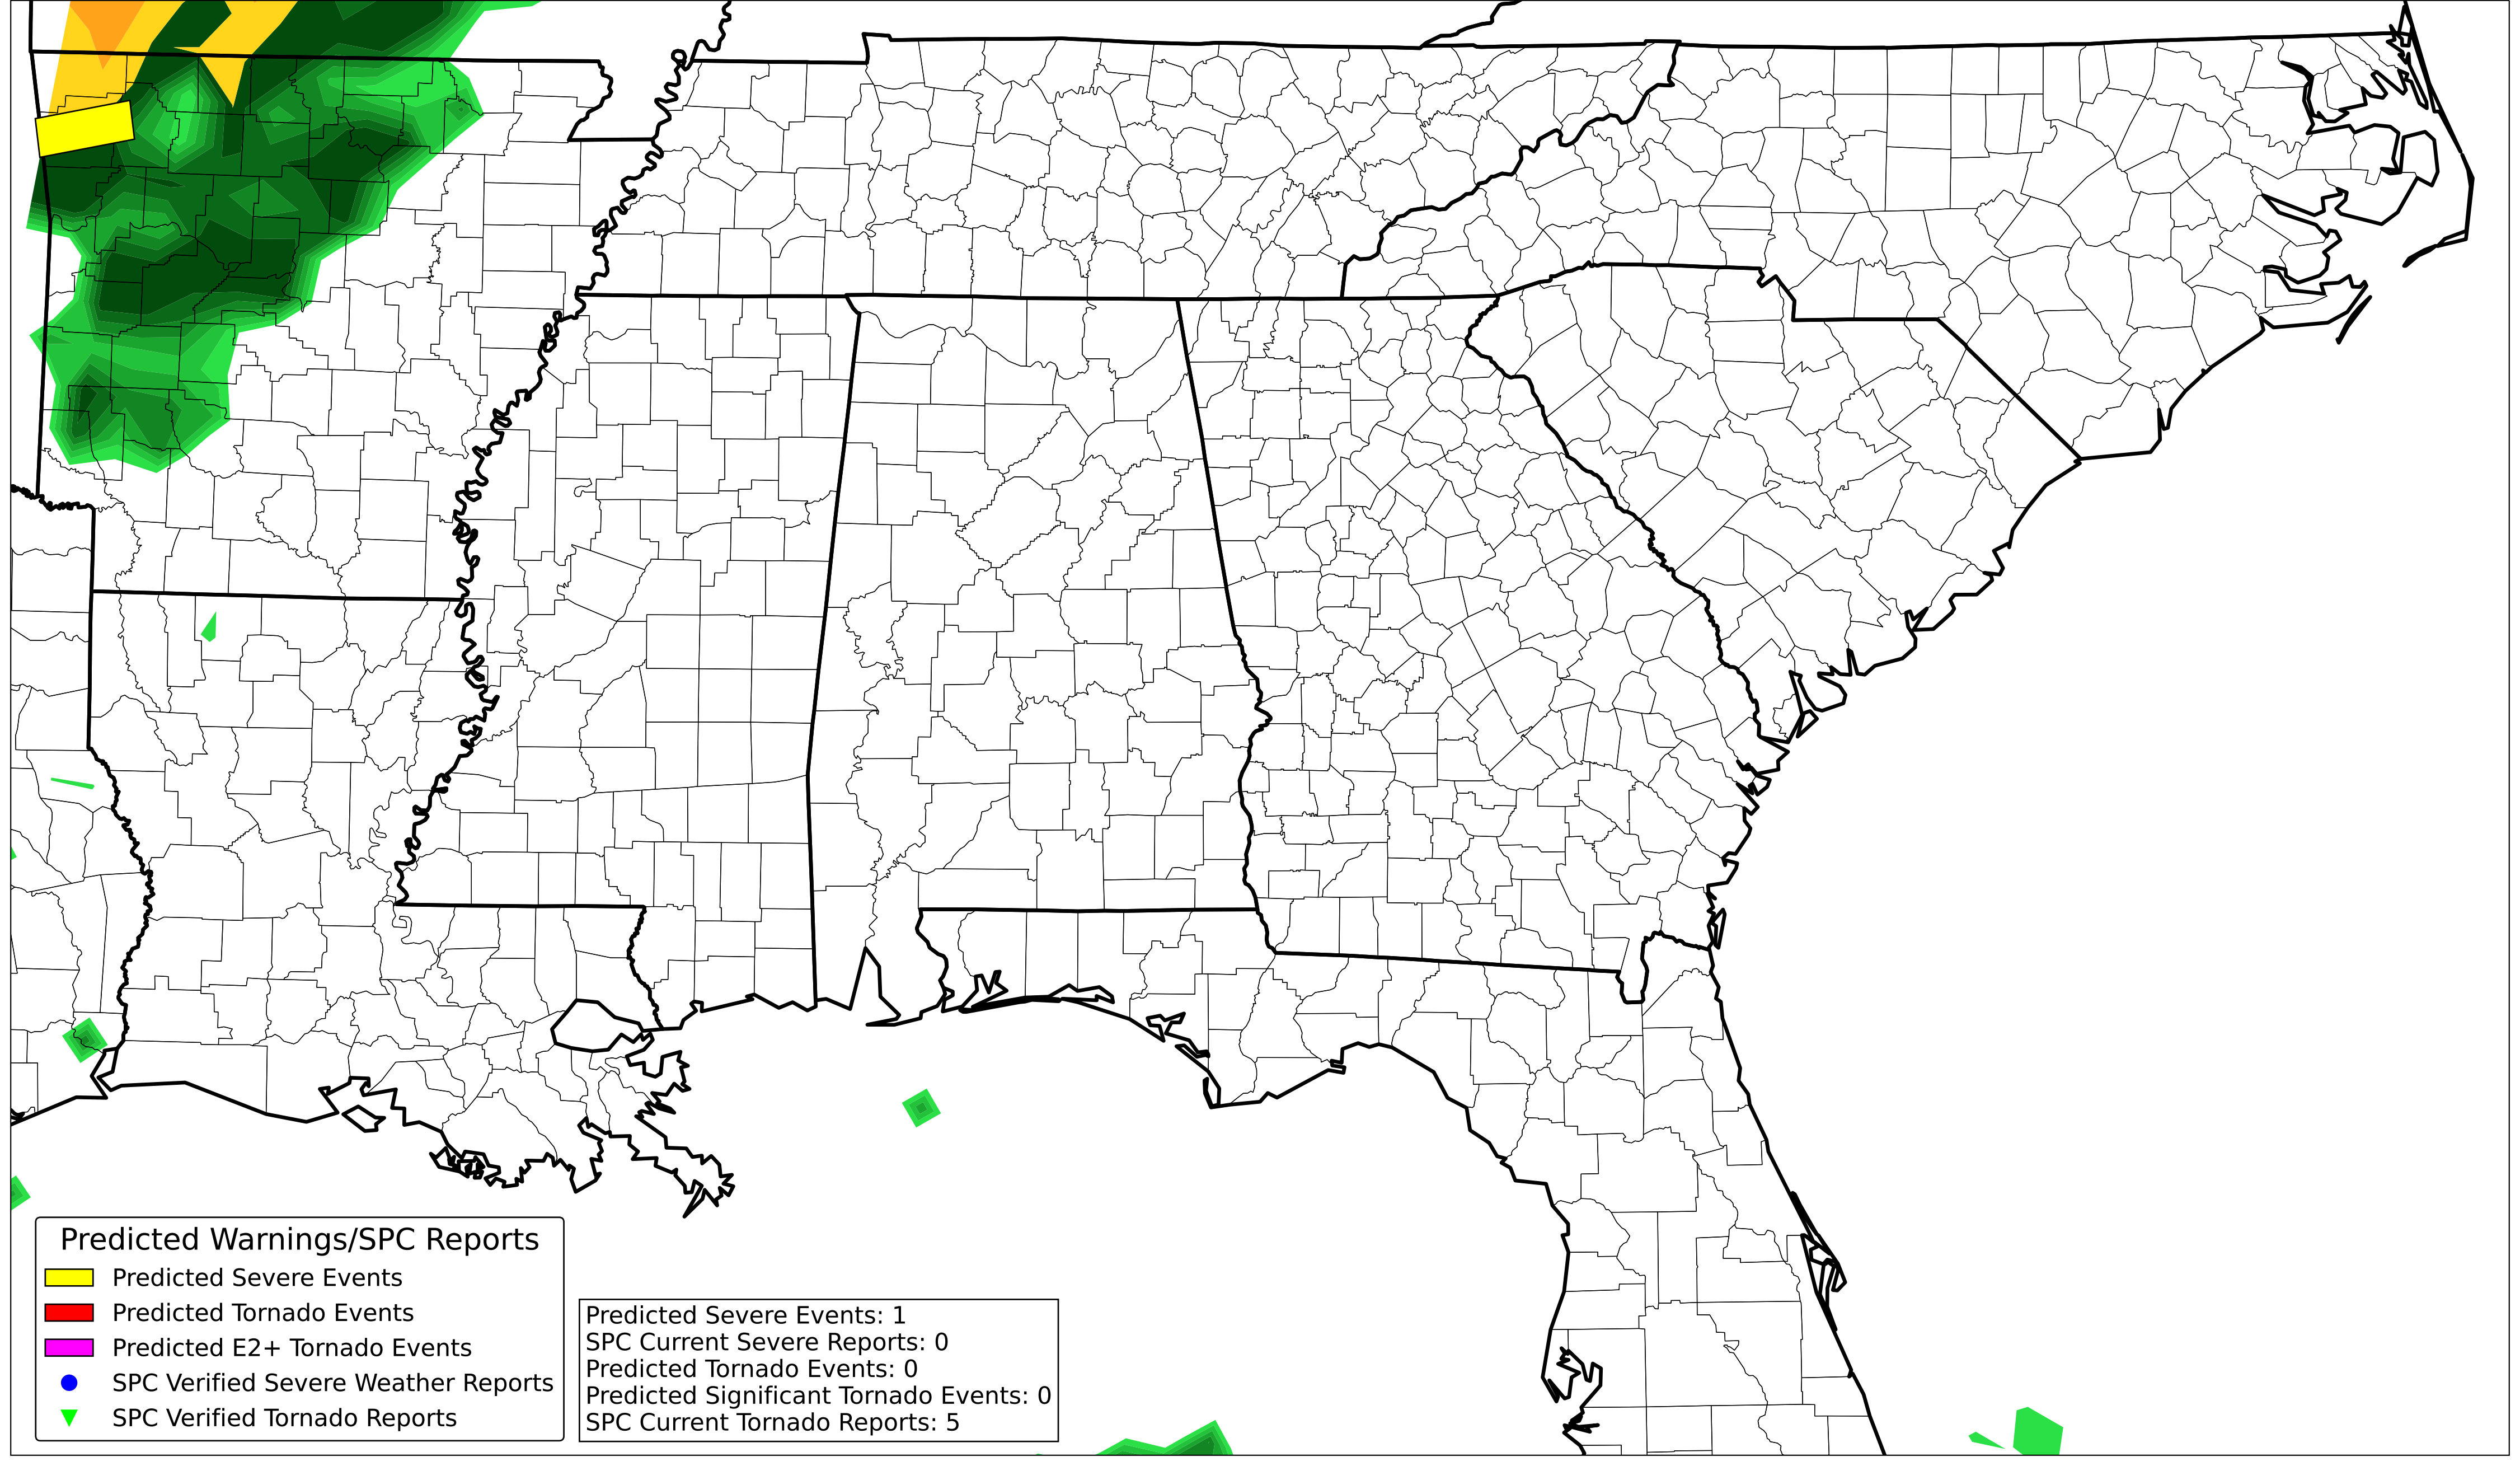 Predicted Warnings/SPC Reports
Predicted Severe Events
Predicted Tornado Events
Predicted E2+ Tornado Events
SPC Verified Severe Weather Reports
SPC Verified Tornado Reports
Predicted Severe Events: 1
SPC Current Severe Reports: 0
Predicted Tornado Events: 0
Predicted Significant Tornado Events: 0
SPC Current Tornado Reports: 5